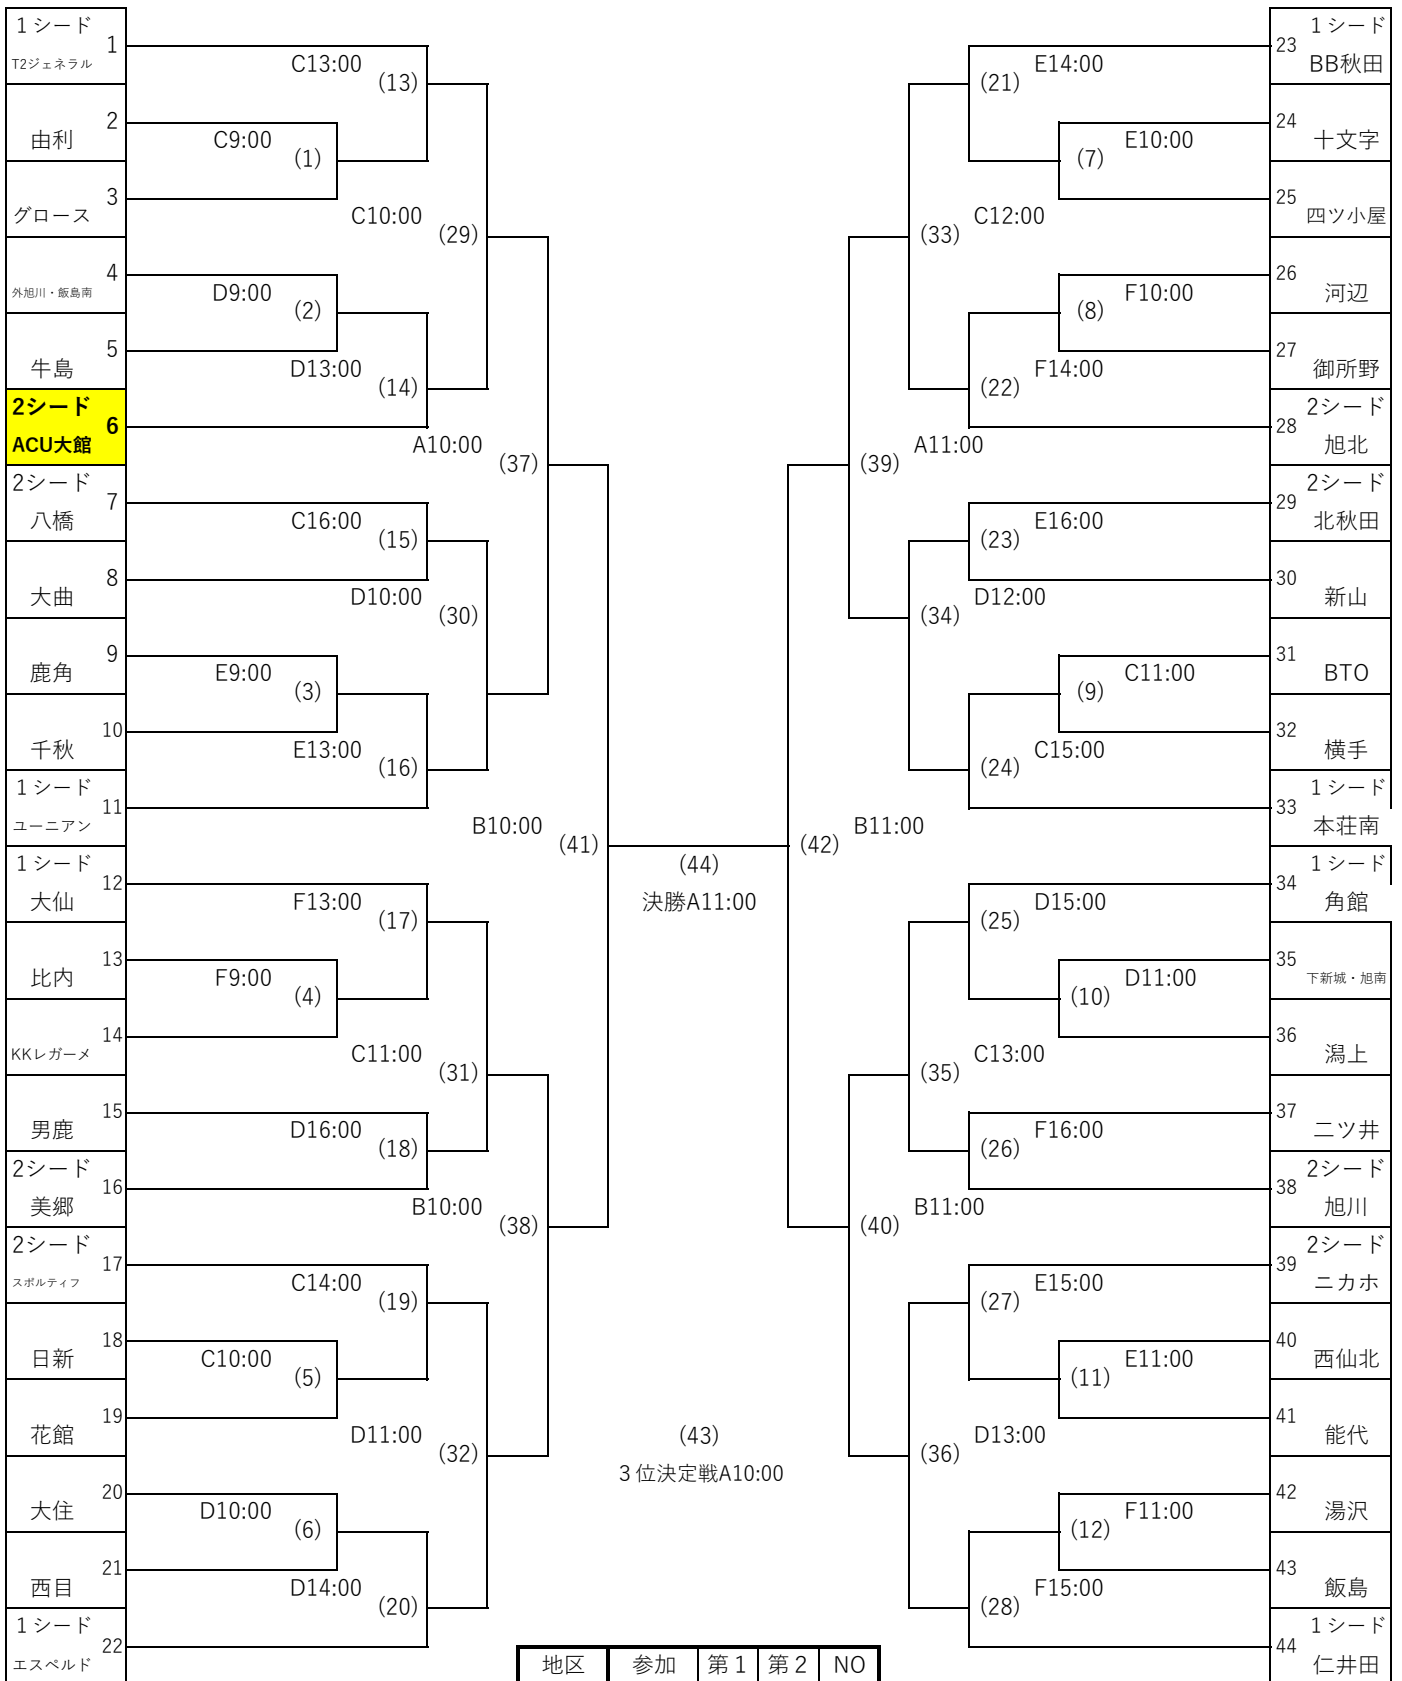 1シード
1
T2ジェネラル
C13:00
(13)
2
由利
C9:00
(1)
3
グロース
C10:00
(29)
4
外旭川・飯島南
D9:00
(2)
5
牛島
D13:00
(14)
2シード
6
ACU大館
A10:00
(37)
2シード
7
八橋
C16:00
(15)
8
大曲
D10:00
(30)
9
鹿角
E9:00
(3)
10
千秋
E13:00
(16)
1シード
11
ユーニアン
B10:00
(41)
1シード
12
大仙
F13:00
(17)
13
比内
F9:00
(4)
14
KKレガーメ
C11:00
(31)
15
男鹿
D16:00
(18)
2シード
16
美郷
B10:00
(38)
2シード
17
スポルティフ
C14:00
(19)
18
日新
C10:00
(5)
19
花館
D11:00
(32)
20
大住
D10:00
(6)
21
西目
D14:00
(20)
1シード
22
エスペルド
(44)
決勝A11:00
(43)
3位決定戦A10:00
地区 参加 第1 第2 NO
1シード
23
BB秋田
E14:00
(21)
24
十文字
E10:00
(7)
25
四ツ小屋
C12:00
(33)
26
河辺
F10:00
(8)
27
御所野
F14:00
(22)
2シード
28
旭北
A11:00
(39)
2シード
29
北秋田
E16:00
(23)
30
新山
D12:00
(34)
31
BTO
C11:00
(9)
32
横手
C15:00
(24)
1シード
33
本荘南
B11:00
(42)
1シード
34
角館
D15:00
(25)
35
下新城・旭南
D11:00
(10)
36
潟上
C13:00
(35)
37
二ツ井
F16:00
(26)
2シード
38
旭川
B11:00
(40)
2シード
39
ニカホ
E15:00
(27)
40
西仙北
E11:00
(11)
41
能代
D13:00
(36)
42
湯沢
F11:00
(12)
43
飯島
F15:00
(28)
1シード
44
仁井田